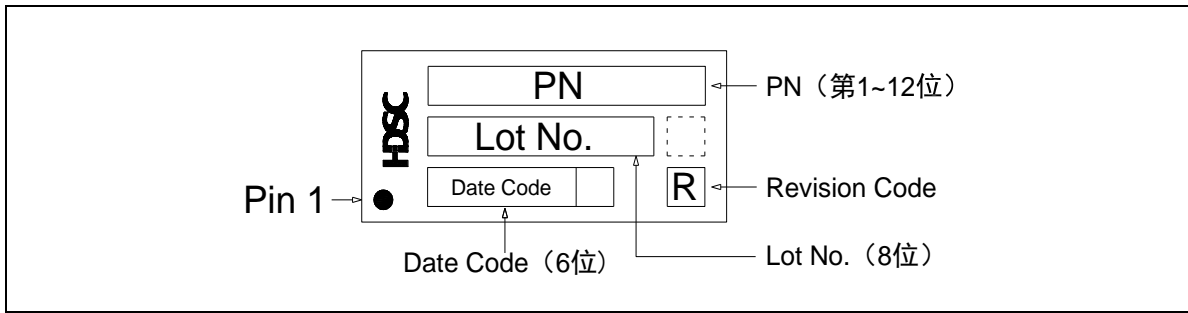 HDSC
PN
PN（第1~12位）
Lot No.
Date Code
R
Revision Code
Pin 1
Date Code（6位）
Lot No.（8位）